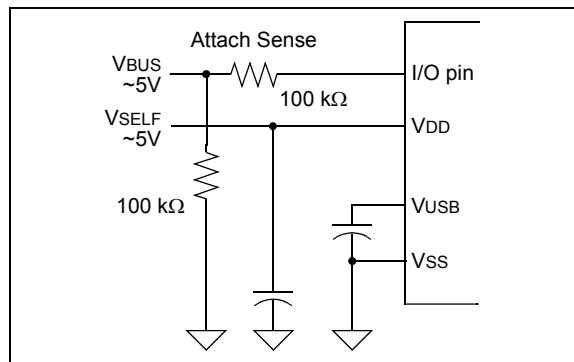 Attach Sense
VBUS
~5V
100 kΩ
I/O pin
VSELF
~5V
VDD
100 kΩ
VUSB
VSS